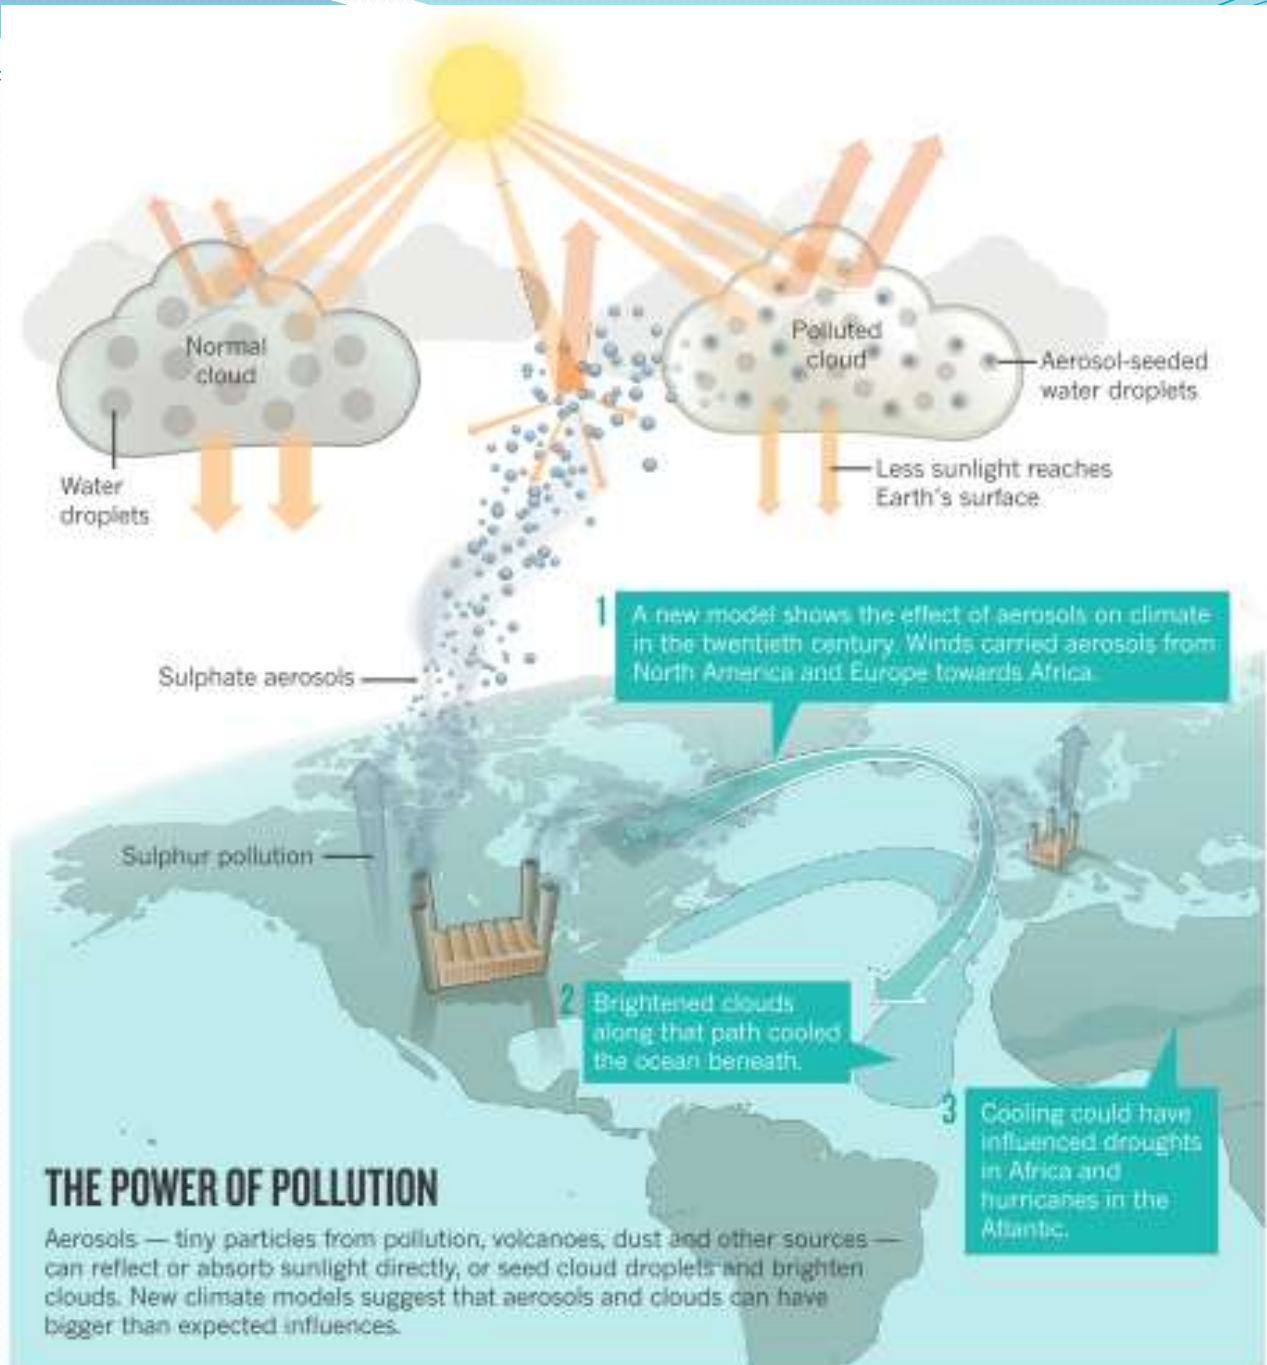 Normal
cloud
Polluted
cloud
Aerosol-seeded
water droplets
Water
droplets
Less sunlight reaches
Earth's surface
1
A new model shows the effect of aerosols on climate
in the twentieth century. Winds carried aerosols from
North America and Europe towards Africa.
Sulphate aerosols
Sulphur pollution
2
Brightened clouds
along that path cooled
the ocean beneath.
3
Cooling could have
influenced droughts
in Africa and
hurricanes in the
Atlantic.
THE POWER OF POLLUTION
Aerosols — tiny particles from pollution, volcanoes, dust and other sources —
can reflect or absorb sunlight directly, or seed cloud droplets and brighten
clouds. New climate models suggest that aerosols and clouds can have
bigger than expected influences.